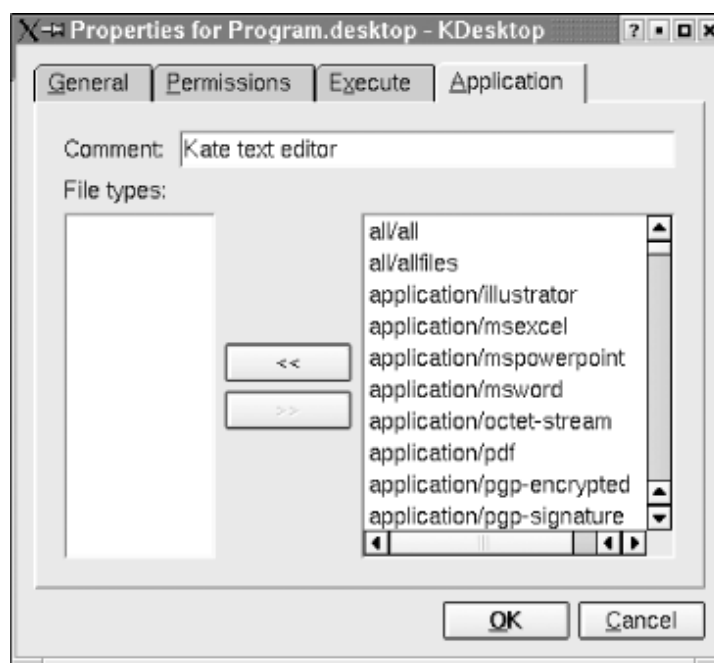 Properties for Program.desktop - KDesktop
General Permissions Execute Application
Comment: Kate text editor
File types:
all/all
all/allfiles
application/illustrator
application/msexcel
application/mspowerpoint
application/msword
application/octet-stream
application/pdf
application/pgp-encrypted
application/pgp-signature
<<
>>
OK Cancel